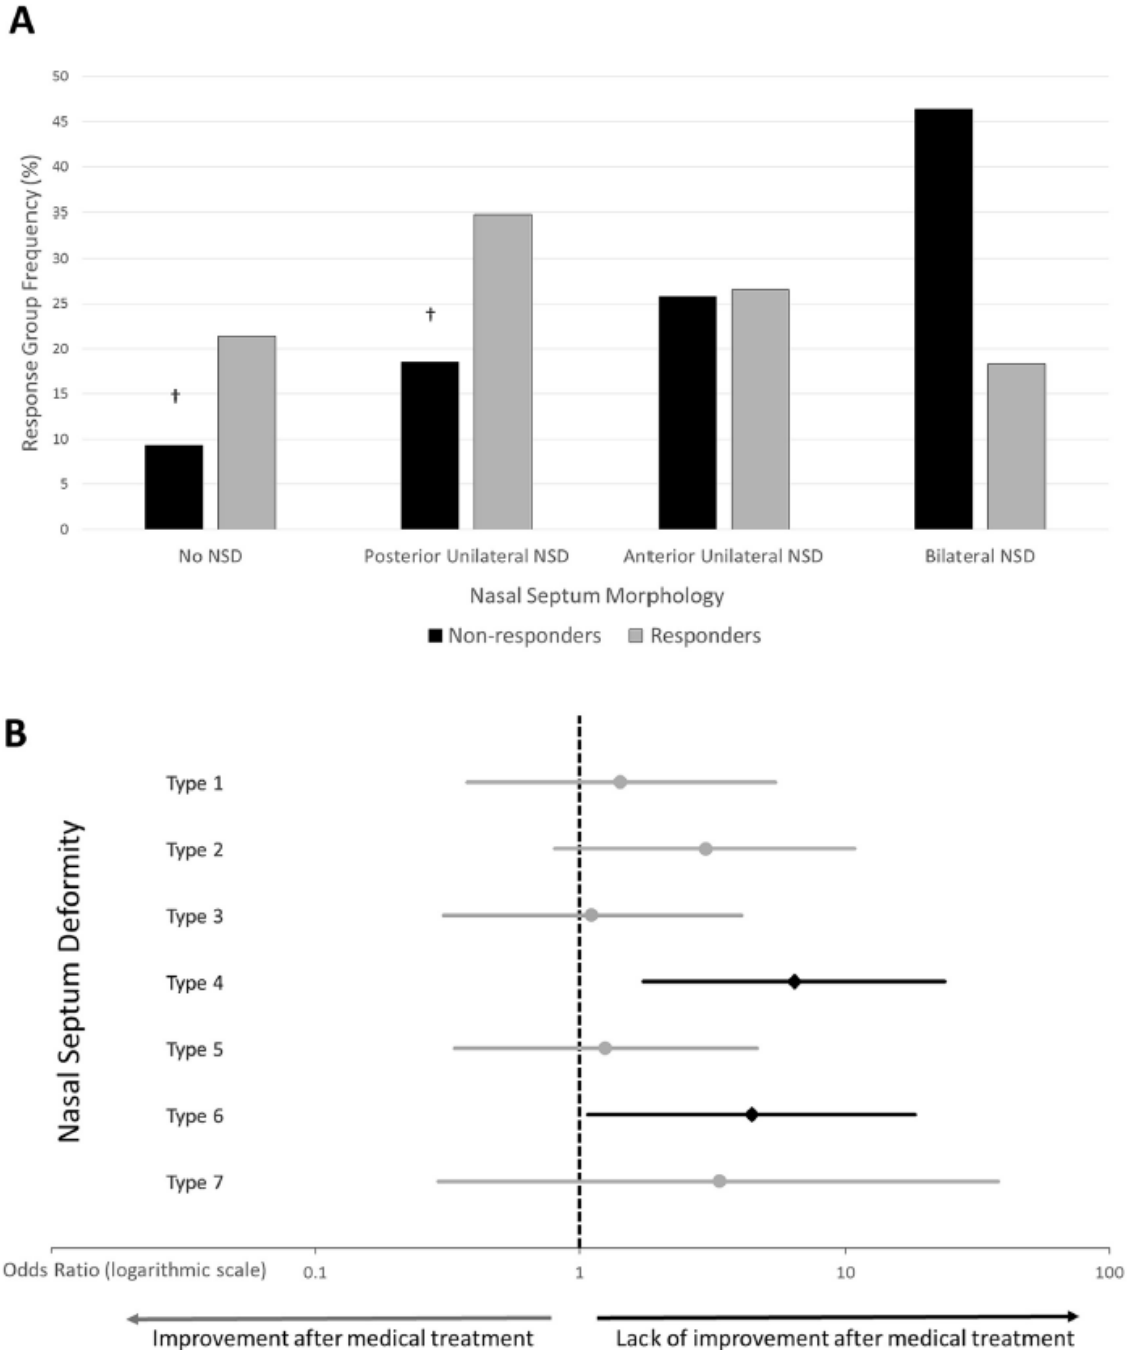 A
50
45
40
35
30
25
20
15
10
5
0
Response Group Frequency (%)
†
†
No NSD
Posterior Unilateral NSD
Anterior Unilateral NSD
Bilateral NSD
Nasal Septum Morphology
Non-responders
Responders
B
Nasal Septum Deformity
Type 1
Type 2
Type 3
Type 4
Type 5
Type 6
Type 7
Odds Ratio (logarithmic scale)
0.1
1
10
100
Improvement after medical treatment
Lack of improvement after medical treatment